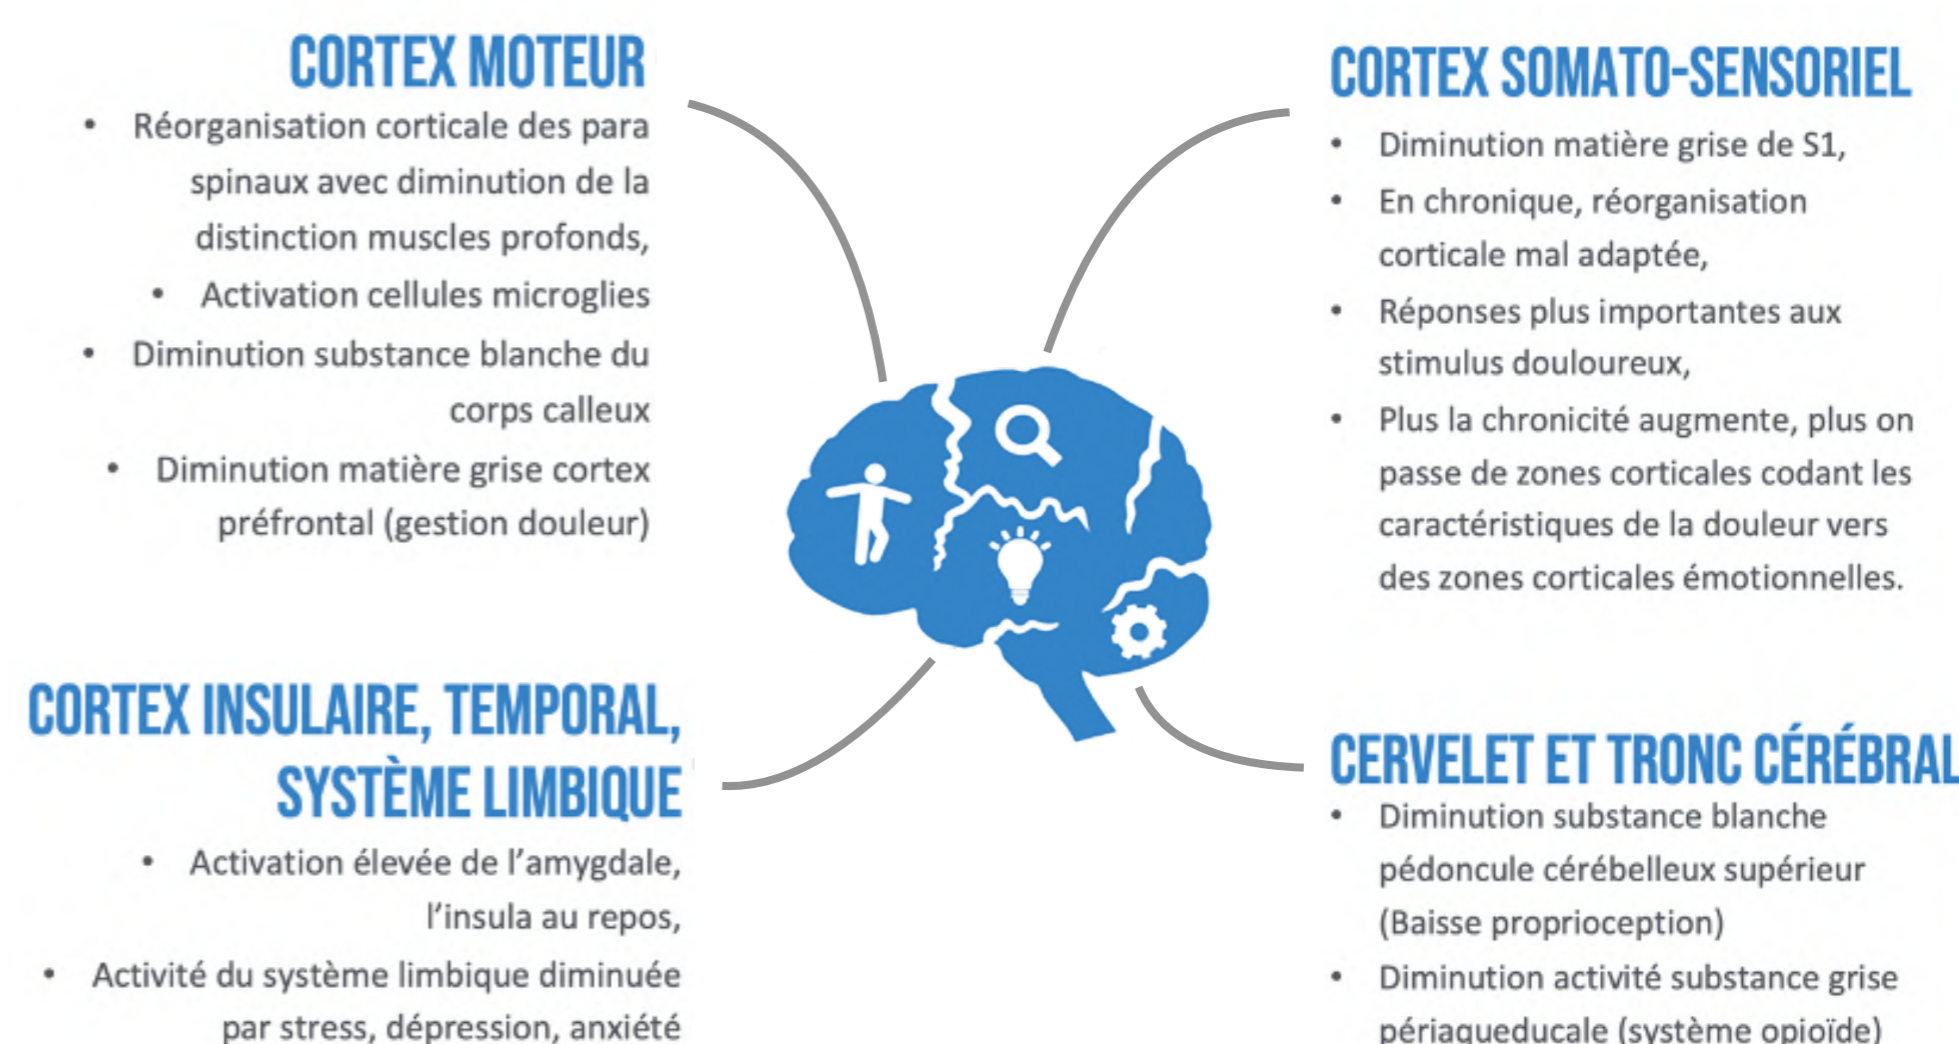 CORTEX MOTEUR
• Réorganisation corticale des para
spinaux avec diminution de la
distinction muscles profonds,
• Activation cellules microglies
• Diminution substance blanche du
corps calleux
• Diminution matière grise cortex
préfrontal (gestion douleur)
CORTEX SOMATO-SENSORIEL
• Diminution matière grise de S1,
• En chronique, réorganisation
corticale mal adaptée,
• Réponses plus importantes aux
stimulus douloureux,
• Plus la chronicité augmente, plus on
passe de zones corticales codant les
caractéristiques de la douleur vers
des zones corticales émotionnelles.
CORTEX INSULAIRE, TEMPORAL,
SYSTÈME LIMBIQUE
• Activation élevée de l’amygdale,
l’insula au repos,
• Activité du système limbique diminuée
par stress, dépression, anxiété
CERVELET ET TRONC CÉRÉBRAL
• Diminution substance blanche
pédoncule cérébelleux supérieur
(Baisse proprioception)
• Diminution activité substance grise
périaqueducale (système opioïde)